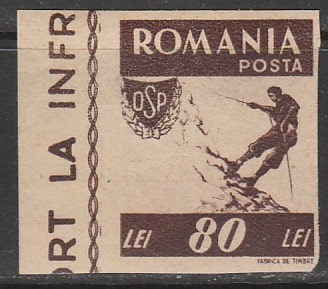 ORT LA INFR
ROMANIA
POSTA
OSP
LEI 80 LEI
FABRICA DE TIMBRE